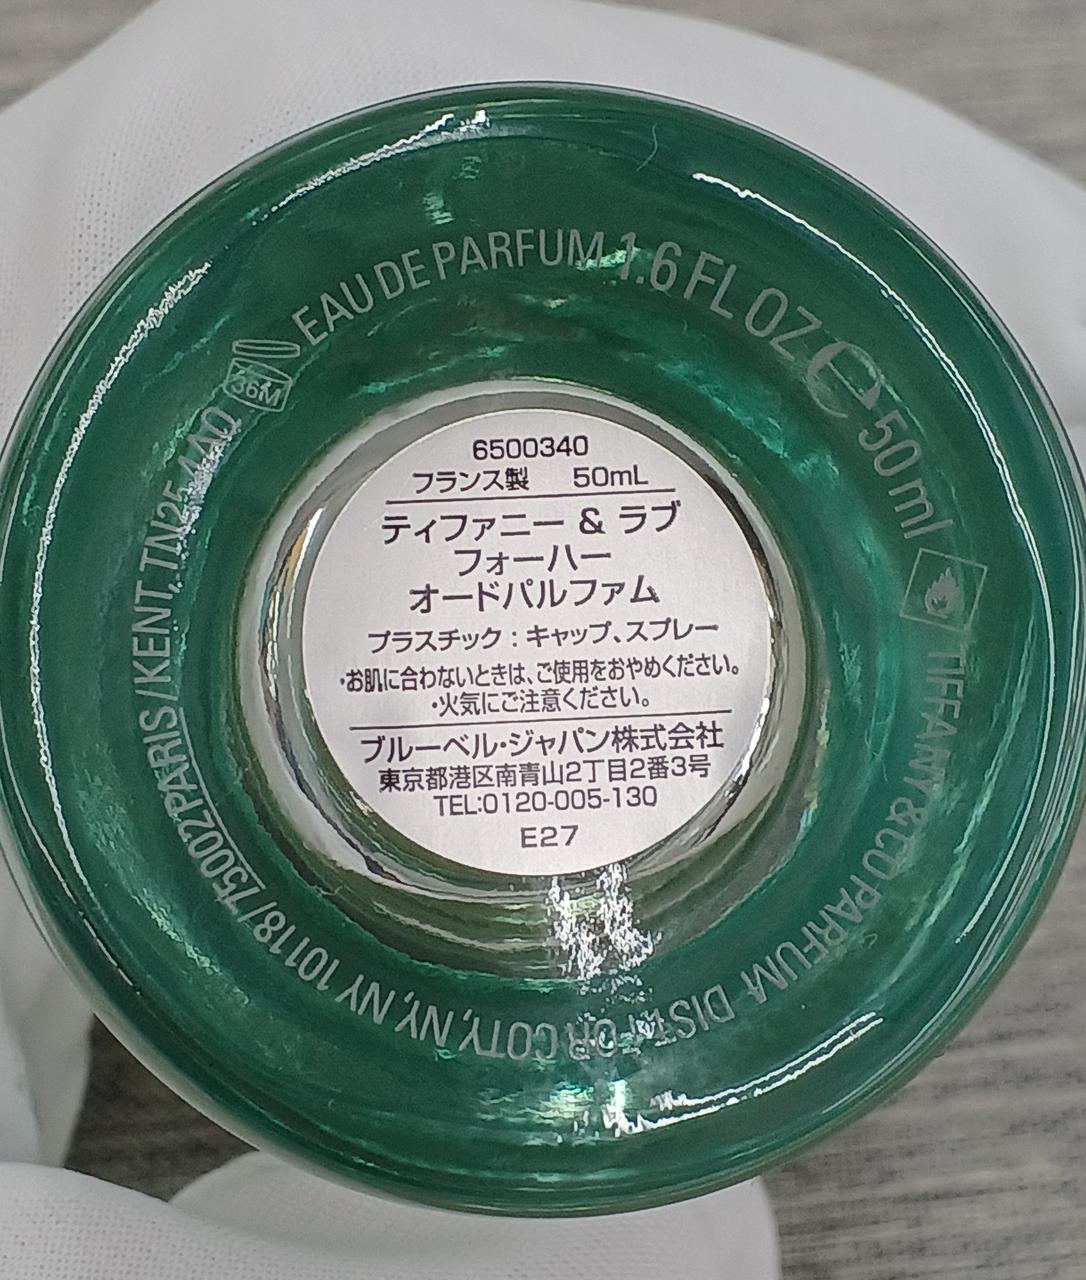 6500340
フランス製 50mL
ティファニー & ラブ
フォーハー
オードパルファム
プラスチック : キャップ、スプレー
・お肌に合わないときは、ご使用をおやめください。
・火気にご注意ください。
ブルーベル・ジャパン株式会社
東京都港区南青山2丁目2番3号
TEL:0120-005-130
E27
36M EAU DE PARFUM 1.6 FL OZ ℮ 50 ml TIFFANY & CO PARFUM DIST FOR COTY, NY, NY 10118/75002 PARIS/KENT, TN25 4AQ